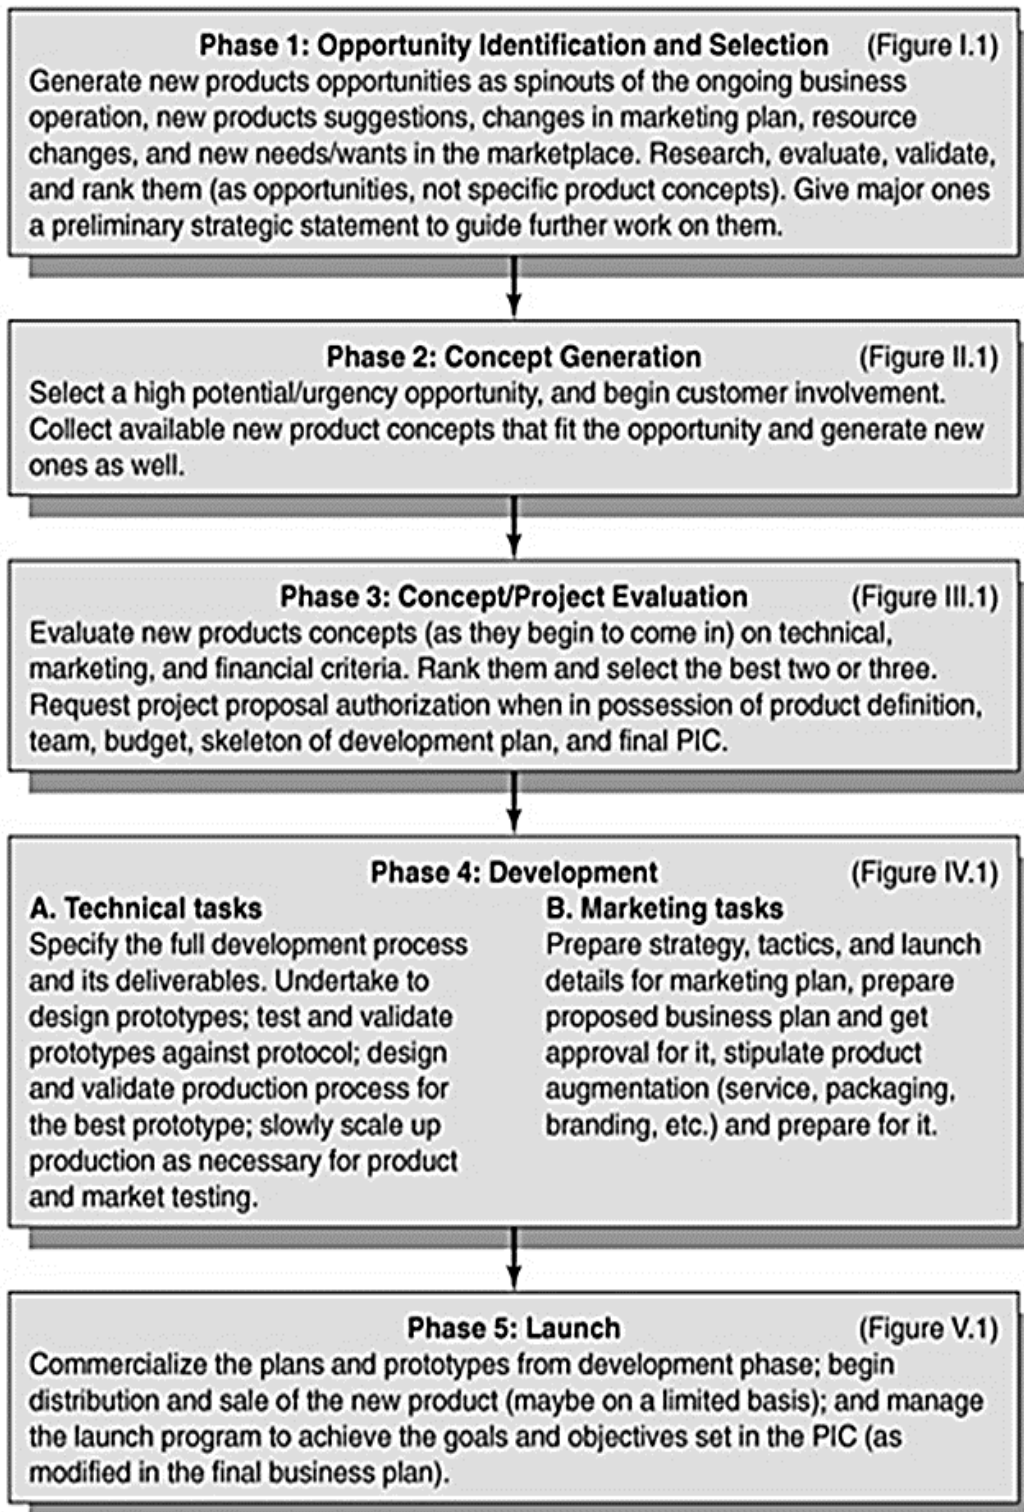 Phase 1: Opportunity Identification and Selection (Figure I.1)
Generate new products opportunities as spinouts of the ongoing business
operation, new products suggestions, changes in marketing plan, resource
changes, and new needs/wants in the marketplace. Research, evaluate, validate,
and rank them (as opportunities, not specific product concepts). Give major ones
a preliminary strategic statement to guide further work on them.
Phase 2: Concept Generation (Figure II.1)
Select a high potential/urgency opportunity, and begin customer involvement.
Collect available new product concepts that fit the opportunity and generate new
ones as well.
Phase 3: Concept/Project Evaluation (Figure III.1)
Evaluate new products concepts (as they begin to come in) on technical,
marketing, and financial criteria. Rank them and select the best two or three.
Request project proposal authorization when in possession of product definition,
team, budget, skeleton of development plan, and final PIC.
Phase 4: Development (Figure IV.1)
A. Technical tasks
Specify the full development process
and its deliverables. Undertake to
design prototypes; test and validate
prototypes against protocol; design
and validate production process for
the best prototype; slowly scale up
production as necessary for product
and market testing.
B. Marketing tasks
Prepare strategy, tactics, and launch
details for marketing plan, prepare
proposed business plan and get
approval for it, stipulate product
augmentation (service, packaging,
branding, etc.) and prepare for it.
Phase 5: Launch (Figure V.1)
Commercialize the plans and prototypes from development phase; begin
distribution and sale of the new product (maybe on a limited basis); and manage
the launch program to achieve the goals and objectives set in the PIC (as
modified in the final business plan).